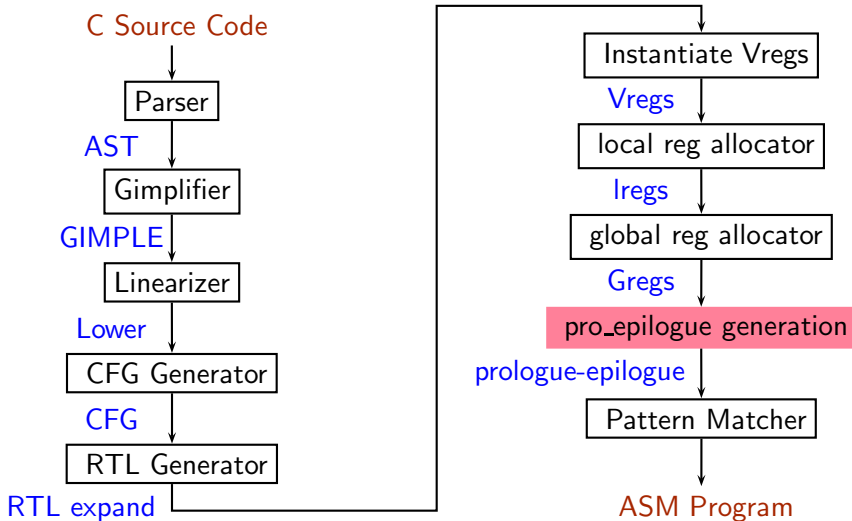 C Source Code
Parser
AST
Gimplifier
GIMPLE
Linearizer
Lower
CFG Generator
CFG
RTL Generator
RTL expand
Instantiate Vregs
Vregs
local reg allocator
lregs
global reg allocator
Gregs
pro_epilogue generation
prologue-epilogue
Pattern Matcher
ASM Program